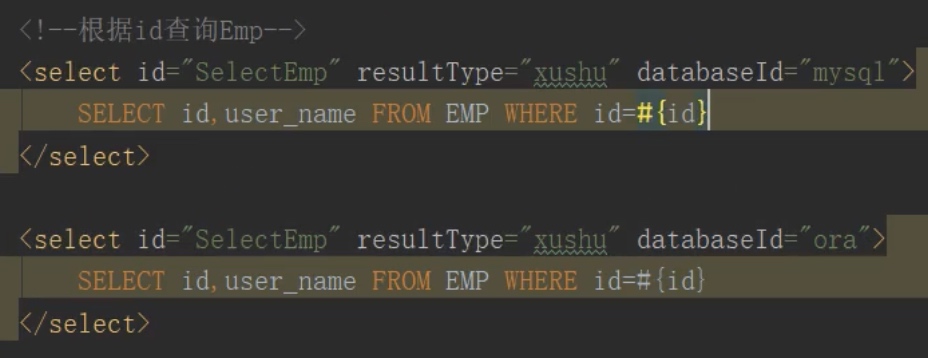 <!--根据id查询Emp-->
<select id="SelectEmp" resultType="xushu" databaseId="mysql">
SELECT id,user_name FROM EMP WHERE id=#{id}
</select>
<select id="SelectEmp" resultType="xushu" databaseId="ora">
SELECT id,user_name FROM EMP WHERE id=#{id}
</select>